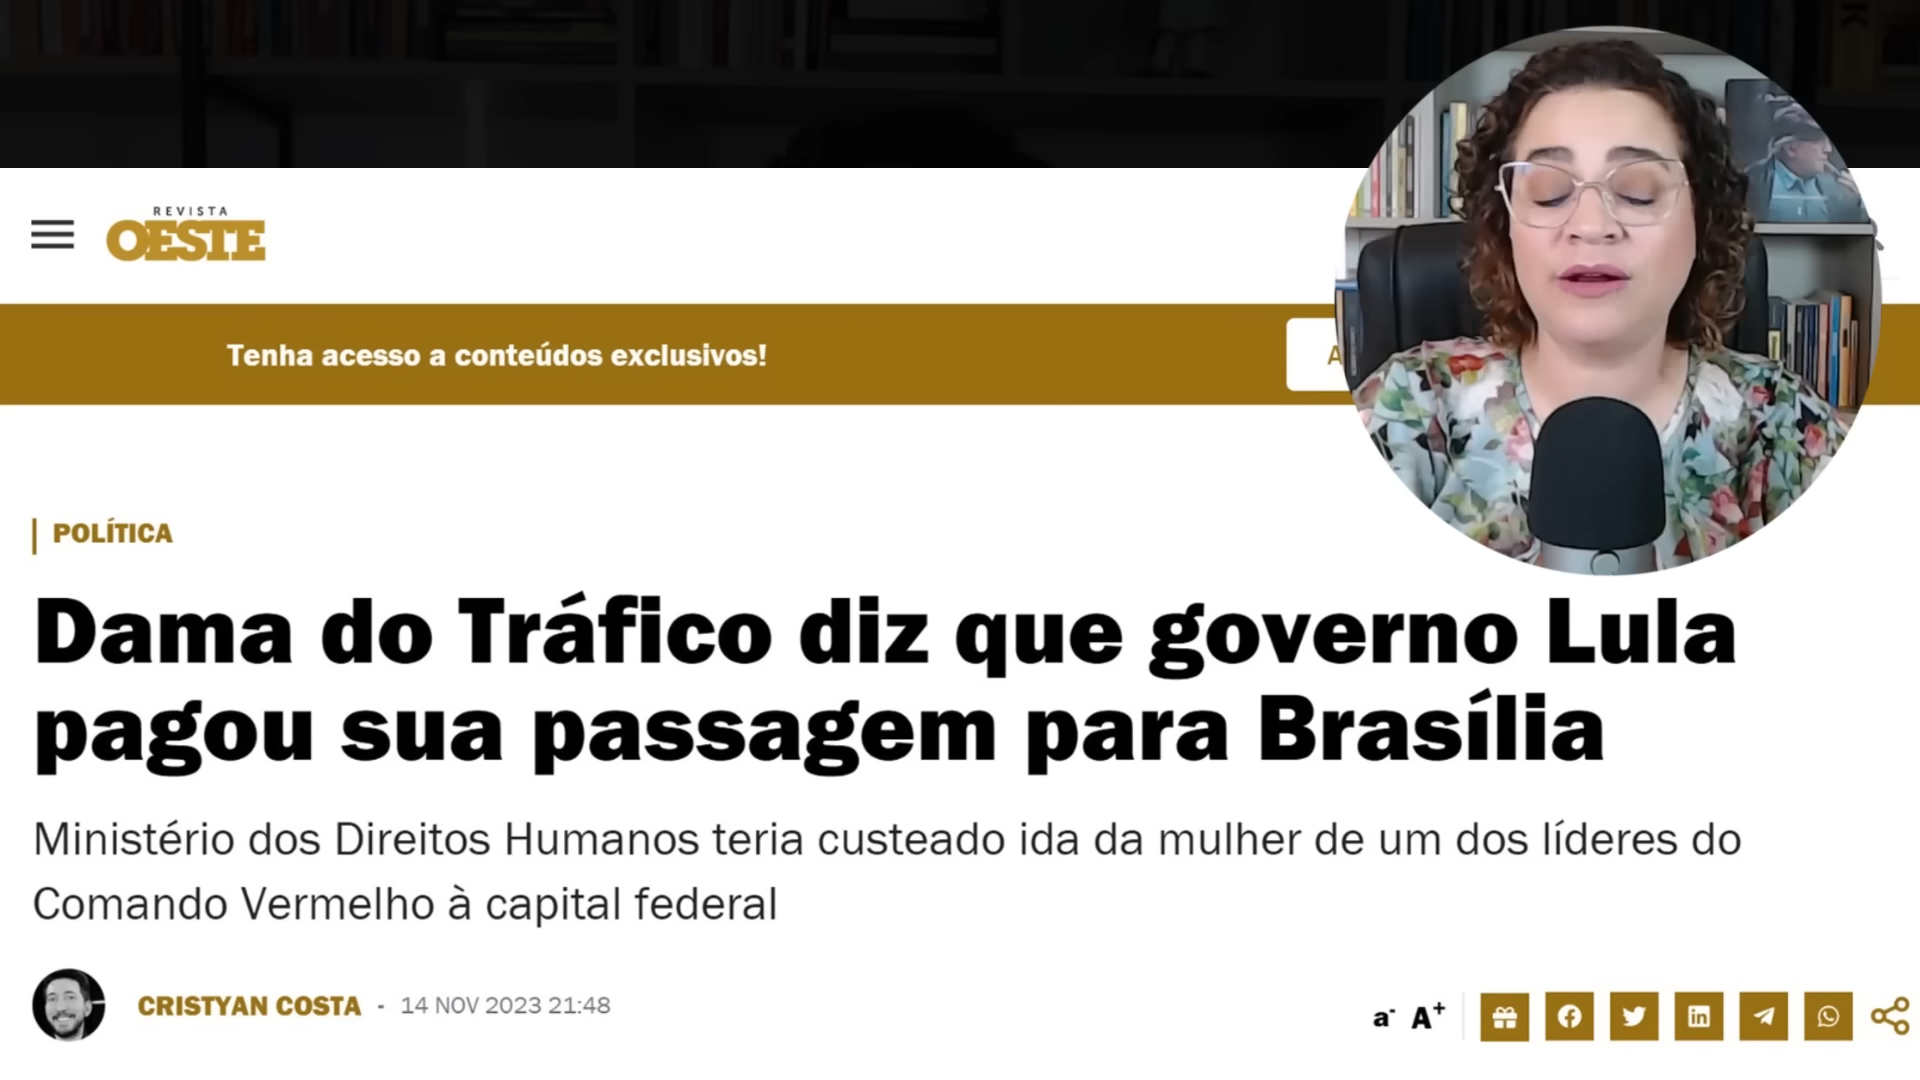 REVISTA
OESTE
Tenha acesso a conteúdos exclusivos!
A
POLÍTICA
Dama do Tráfico diz que governo Lula
pagou sua passagem para Brasília
Ministério dos Direitos Humanos teria custeado ida da mulher de um dos líderes do
Comando Vermelho à capital federal
CRISTYAN COSTA - 14 NOV 2023 21:48
a- A+